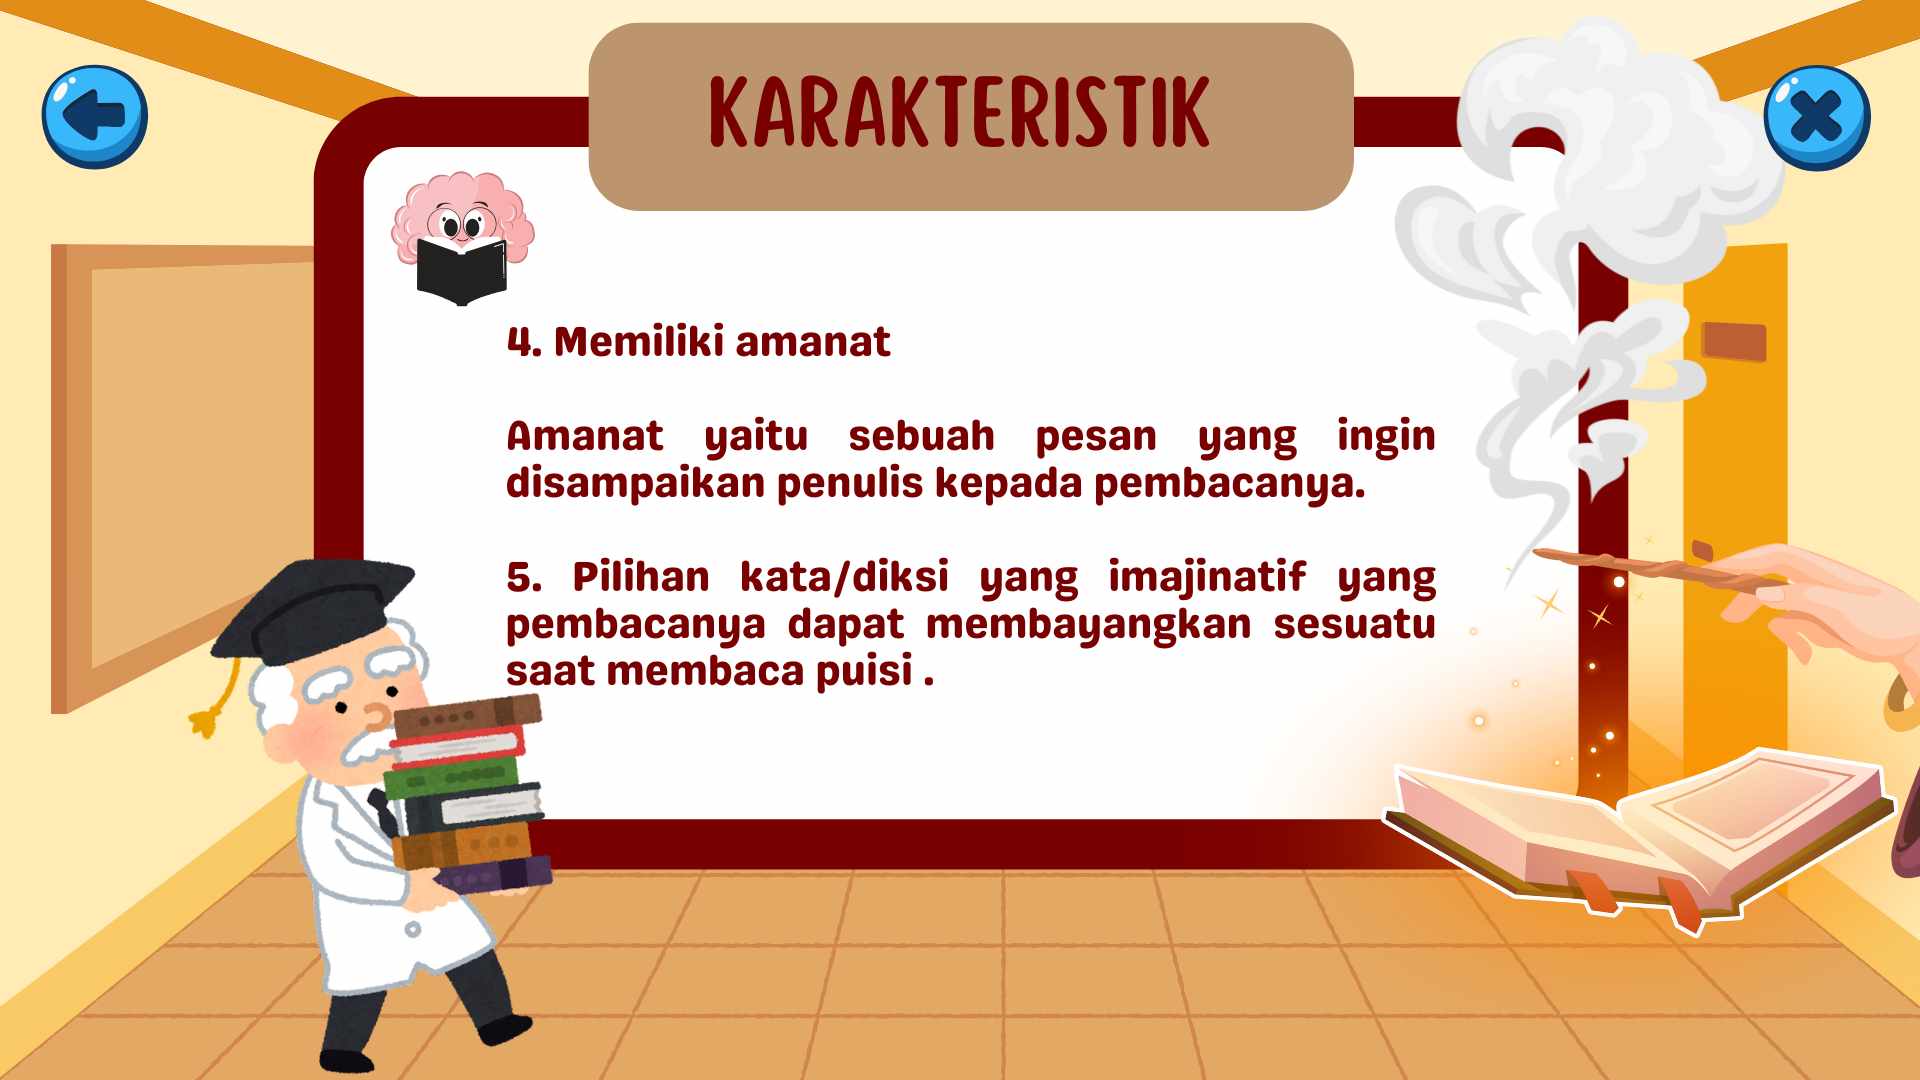 KARAKTERISTIK
4. Memiliki amanat
Amanat yaitu sebuah pesan yang ingin
disampaikan penulis kepada pembacanya.
5. Pilihan kata/diksi yang imajinatif yang
pembacanya dapat membayangkan sesuatu
saat membaca puisi .